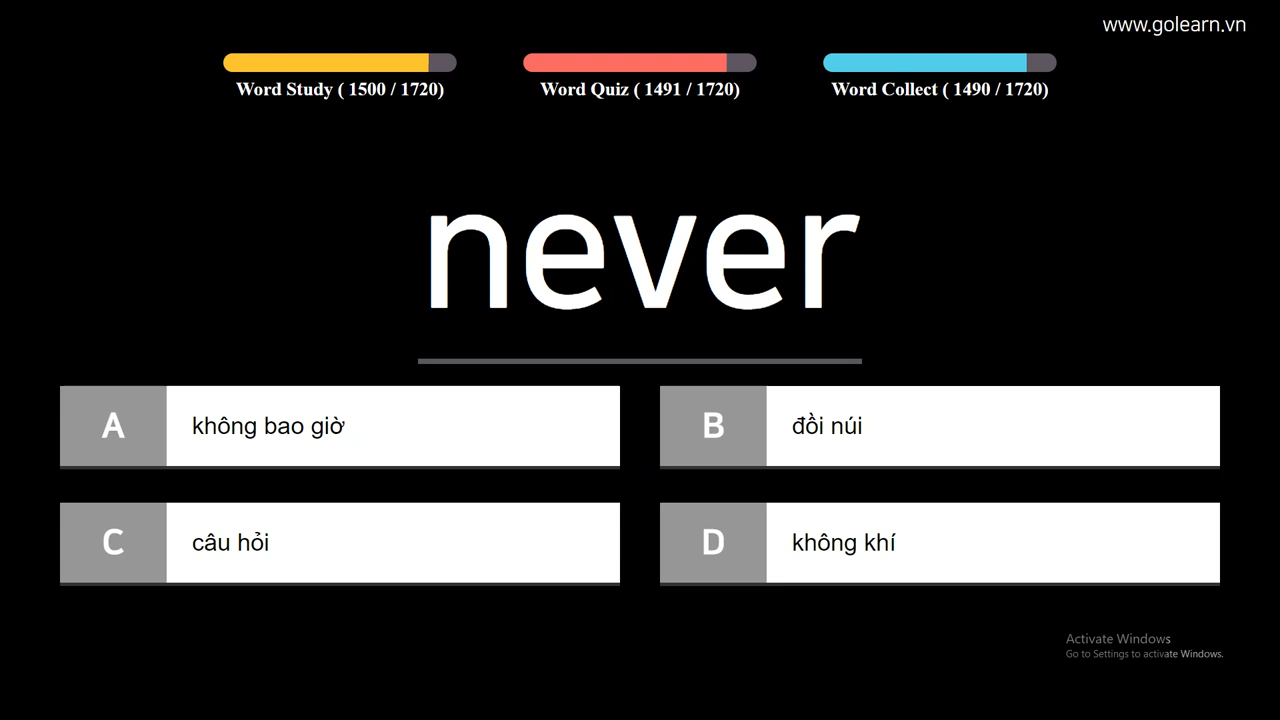 www.golearn.vn
Word Study ( 1500 / 1720)
Word Quiz ( 1491 / 1720)
Word Collect ( 1490 / 1720)
never
A
không bao giờ
B
đồi núi
C
câu hỏi
D
không khí
Activate Windows
Go to Settings to activate Windows.